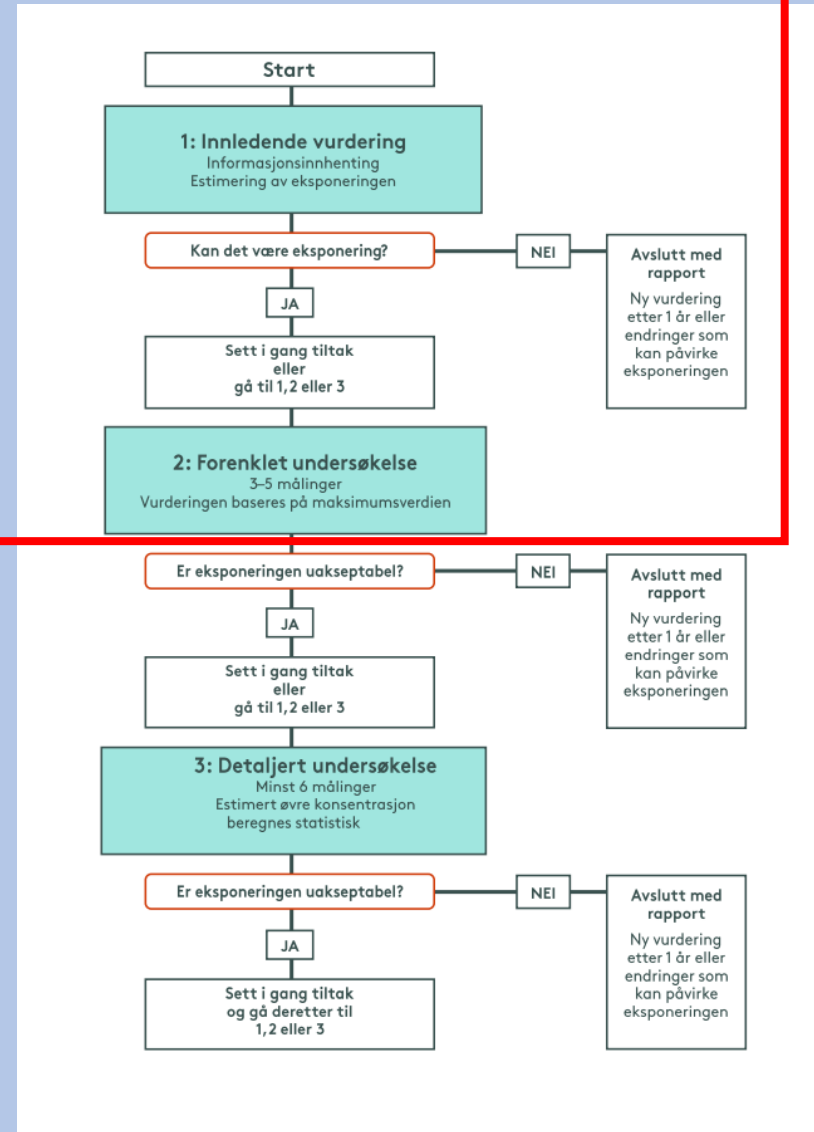 Start
1: Innledende vurdering
Informasjonsinnhenting
Estimering av eksponeringen
Kan det være eksponering?
NEI
Avslutt med
rapport
Ny vurdering
etter 1 år eller
endringer som
kan påvirke
eksponeringen
JA
Sett i gang tiltak
eller
gå til 1,2 eller 3
2: Forenklet undersøkelse
3–5 målinger
Vurderingen baseres på maksimumsverdien
Er eksponeringen uakseptabel?
NEI
Avslutt med
rapport
Ny vurdering
etter 1 år eller
endringer som
kan påvirke
eksponeringen
JA
Sett i gang tiltak
eller
gå til 1,2 eller 3
3: Detaljert undersøkelse
Minst 6 målinger
Estimert øvre konsentrasjon
beregnes statistisk
Er eksponeringen uakseptabel?
NEI
Avslutt med
rapport
Ny vurdering
etter 1 år eller
endringer som
kan påvirke
eksponeringen
JA
Sett i gang tiltak
og gå deretter til
1,2 eller 3